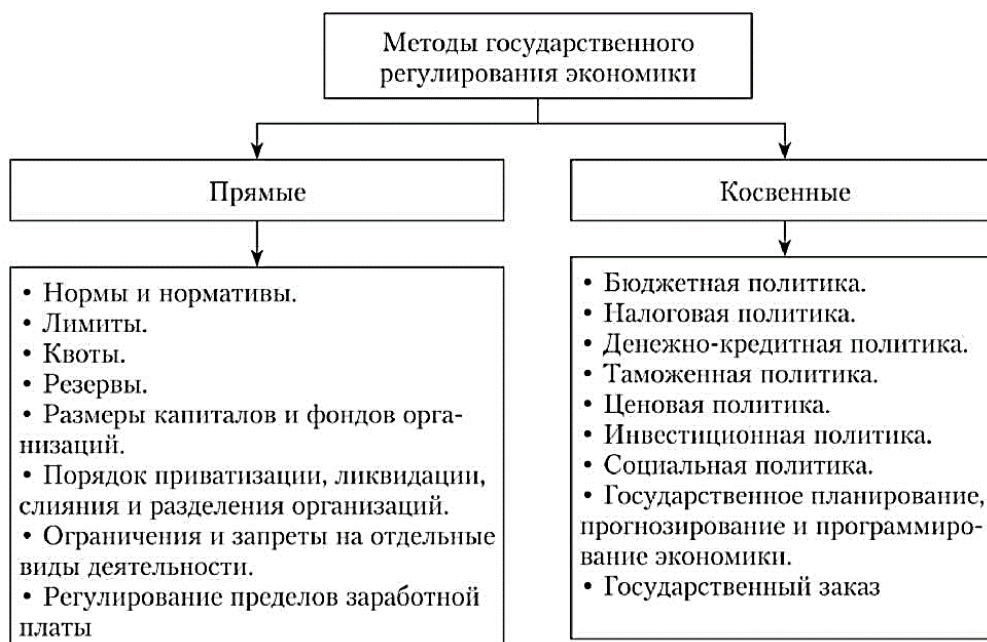 Методы государственного
регулирования экономики
Прямые
Косвенные
• Нормы и нормативы.
• Лимиты.
• Квоты.
• Резервы.
• Размеры капиталов и фондов орга-
низаций.
• Порядок приватизации, ликвидации,
слияния и разделения организаций.
• Ограничения и запреты на отдельные
виды деятельности.
• Регулирование пределов заработной
платы
• Бюджетная политика.
• Налоговая политика.
• Денежно-кредитная политика.
• Таможенная политика.
• Ценовая политика.
• Инвестиционная политика.
• Социальная политика.
• Государственное планирование,
прогнозирование и программиро-
вание экономики.
• Государственный заказ